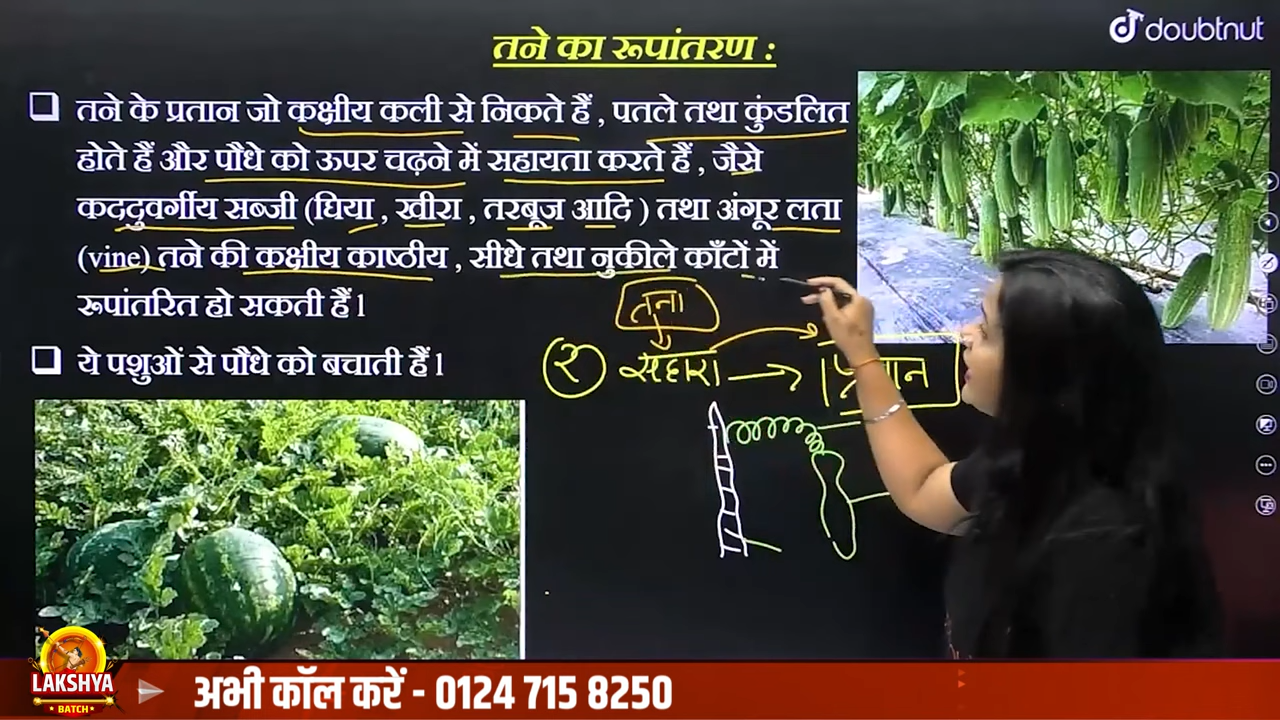 doubtnut
तने का रूपांतरण :
तने के प्रतान जो कक्षीय कली से निकते हैं , पतले तथा कुंडलित
होते हैं और पौधे को ऊपर चढ़ने में सहायता करते हैं , जैसे
कद्दुवर्गीय सब्जी (घिया , खीरा , तरबूज आदि ) तथा अंगूर लता
(vine) तने की कक्षीय काष्ठीय , सीधे तथा नुकीले काँटों में
रूपांतरित हो सकती हैं l
तना
ये पशुओं से पौधे को बचाती हैं l
२ सहारा
LAKSHYA
BATCH
अभी कॉल करें - 0124 715 8250